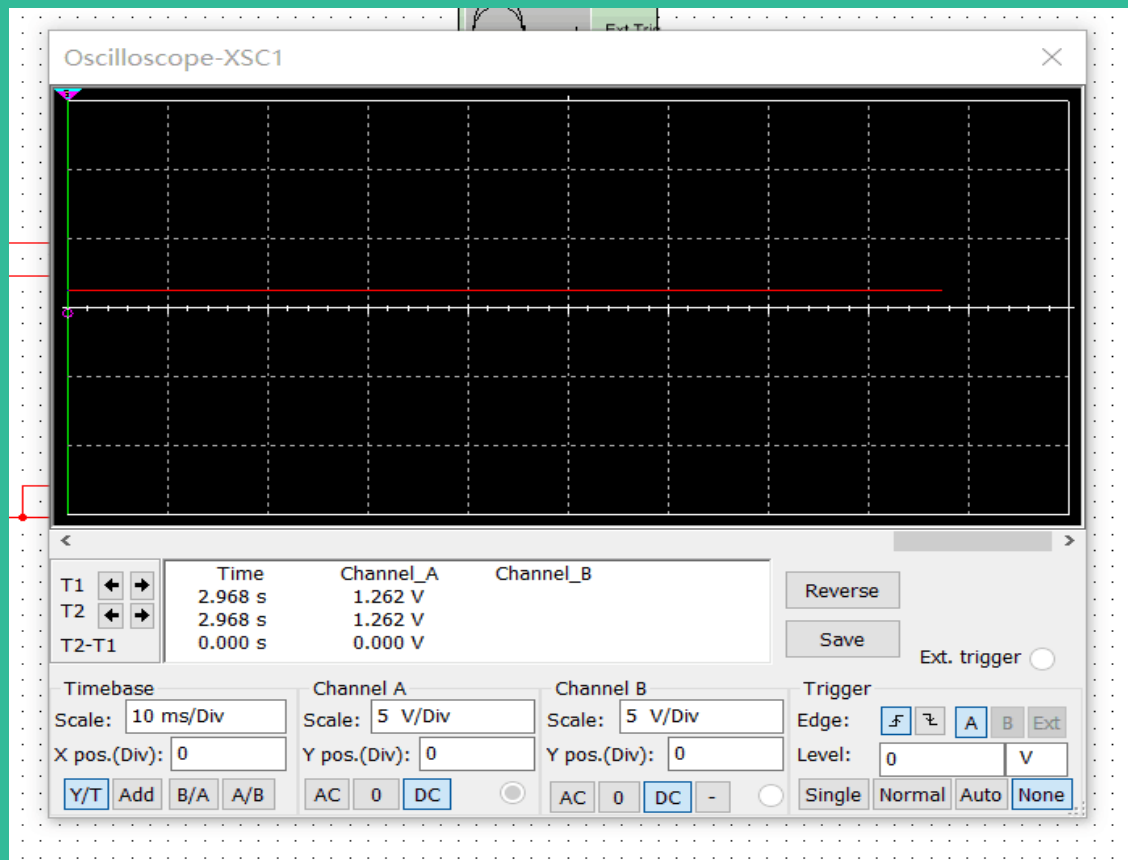 Ext Trig
Oscilloscope-XSC1
3
Time Channel_A Channel_B
T1 2.968 s 1.262 V
T2 2.968 s 1.262 V
T2-T1 0.000 s 0.000 V
Reverse
Save
Ext. trigger
Timebase
Scale: 10 ms/Div
X pos.(Div): 0
Y/T Add B/A A/B
Channel A
Scale: 5 V/Div
Y pos.(Div): 0
AC 0 DC
Channel B
Scale: 5 V/Div
Y pos.(Div): 0
AC 0 DC -
Trigger
Edge: A B Ext
Level: 0 V
Single Normal Auto None